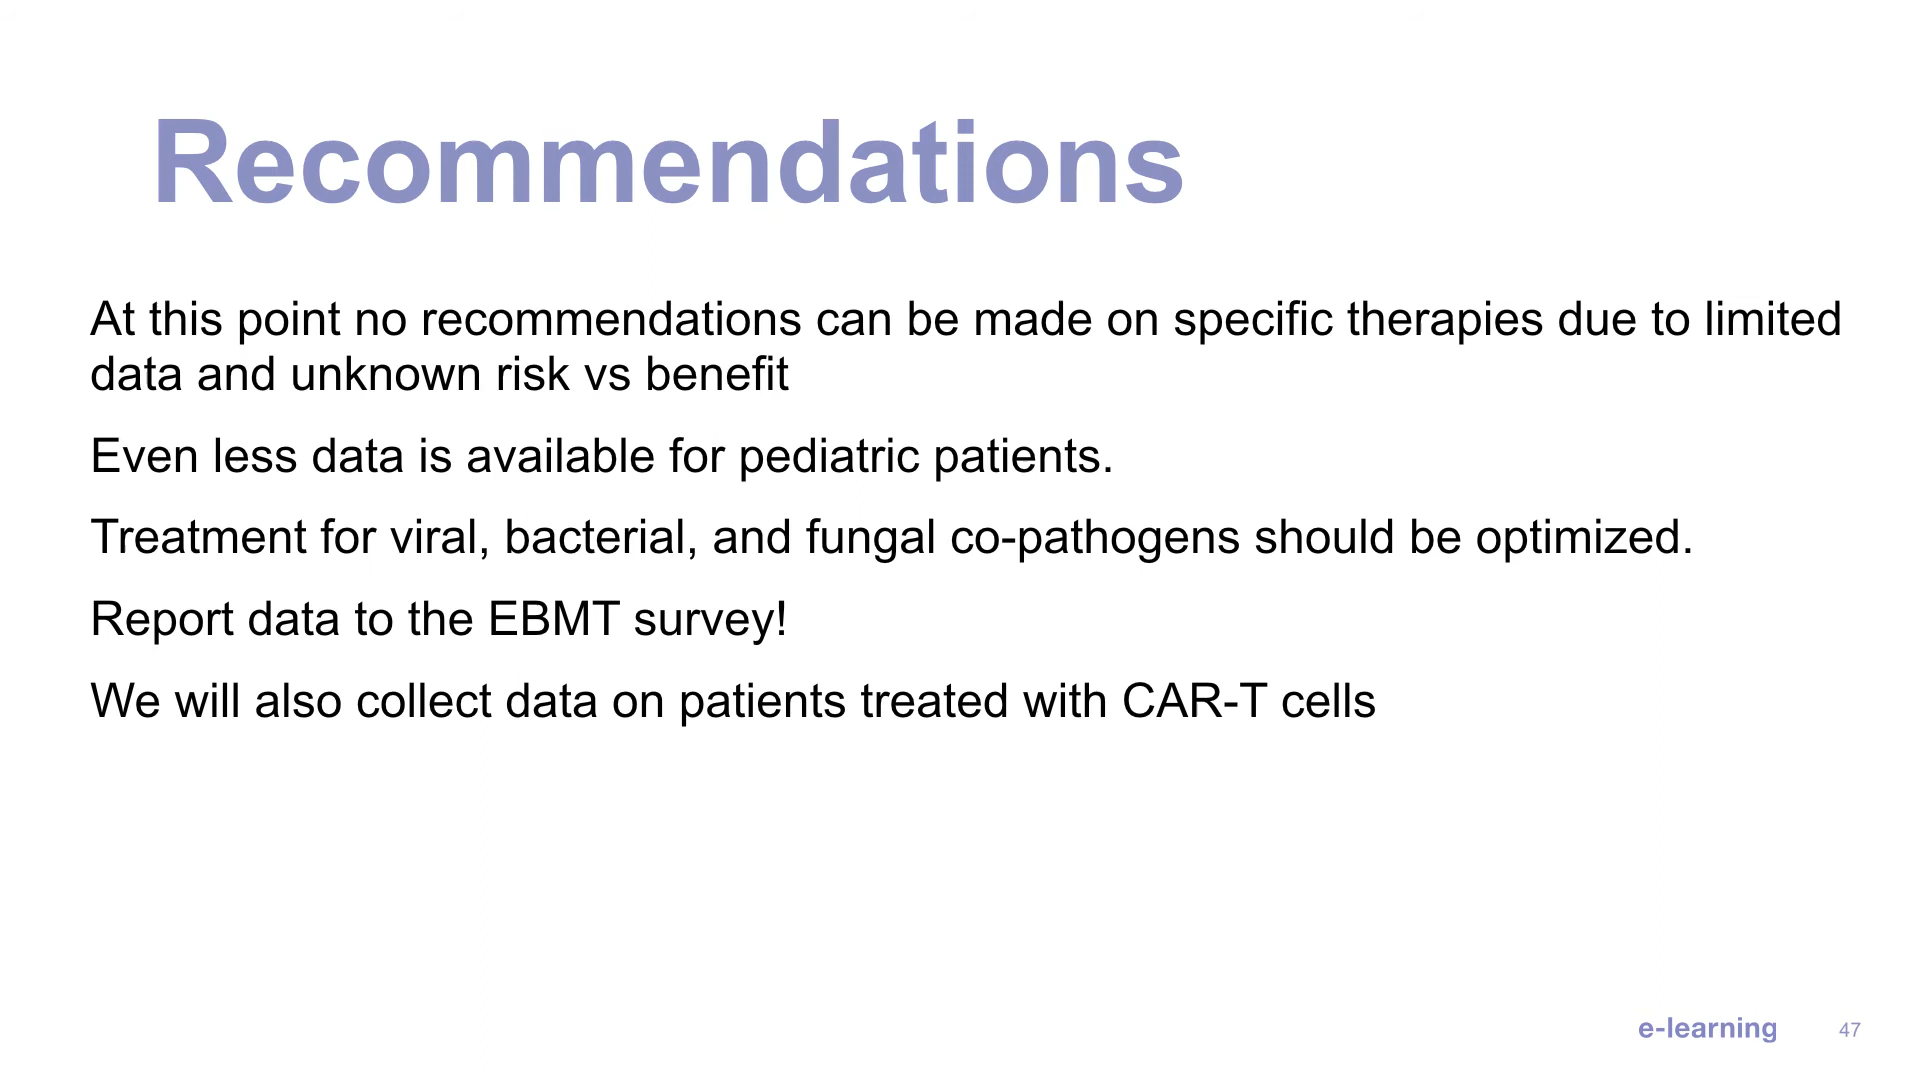 Recommendations
At this point no recommendations can be made on specific therapies due to limited
data and unknown risk vs benefit
Even less data is available for pediatric patients.
Treatment for viral, bacterial, and fungal co-pathogens should be optimized.
Report data to the EBMT survey!
We will also collect data on patients treated with CAR-T cells
e-learning 47